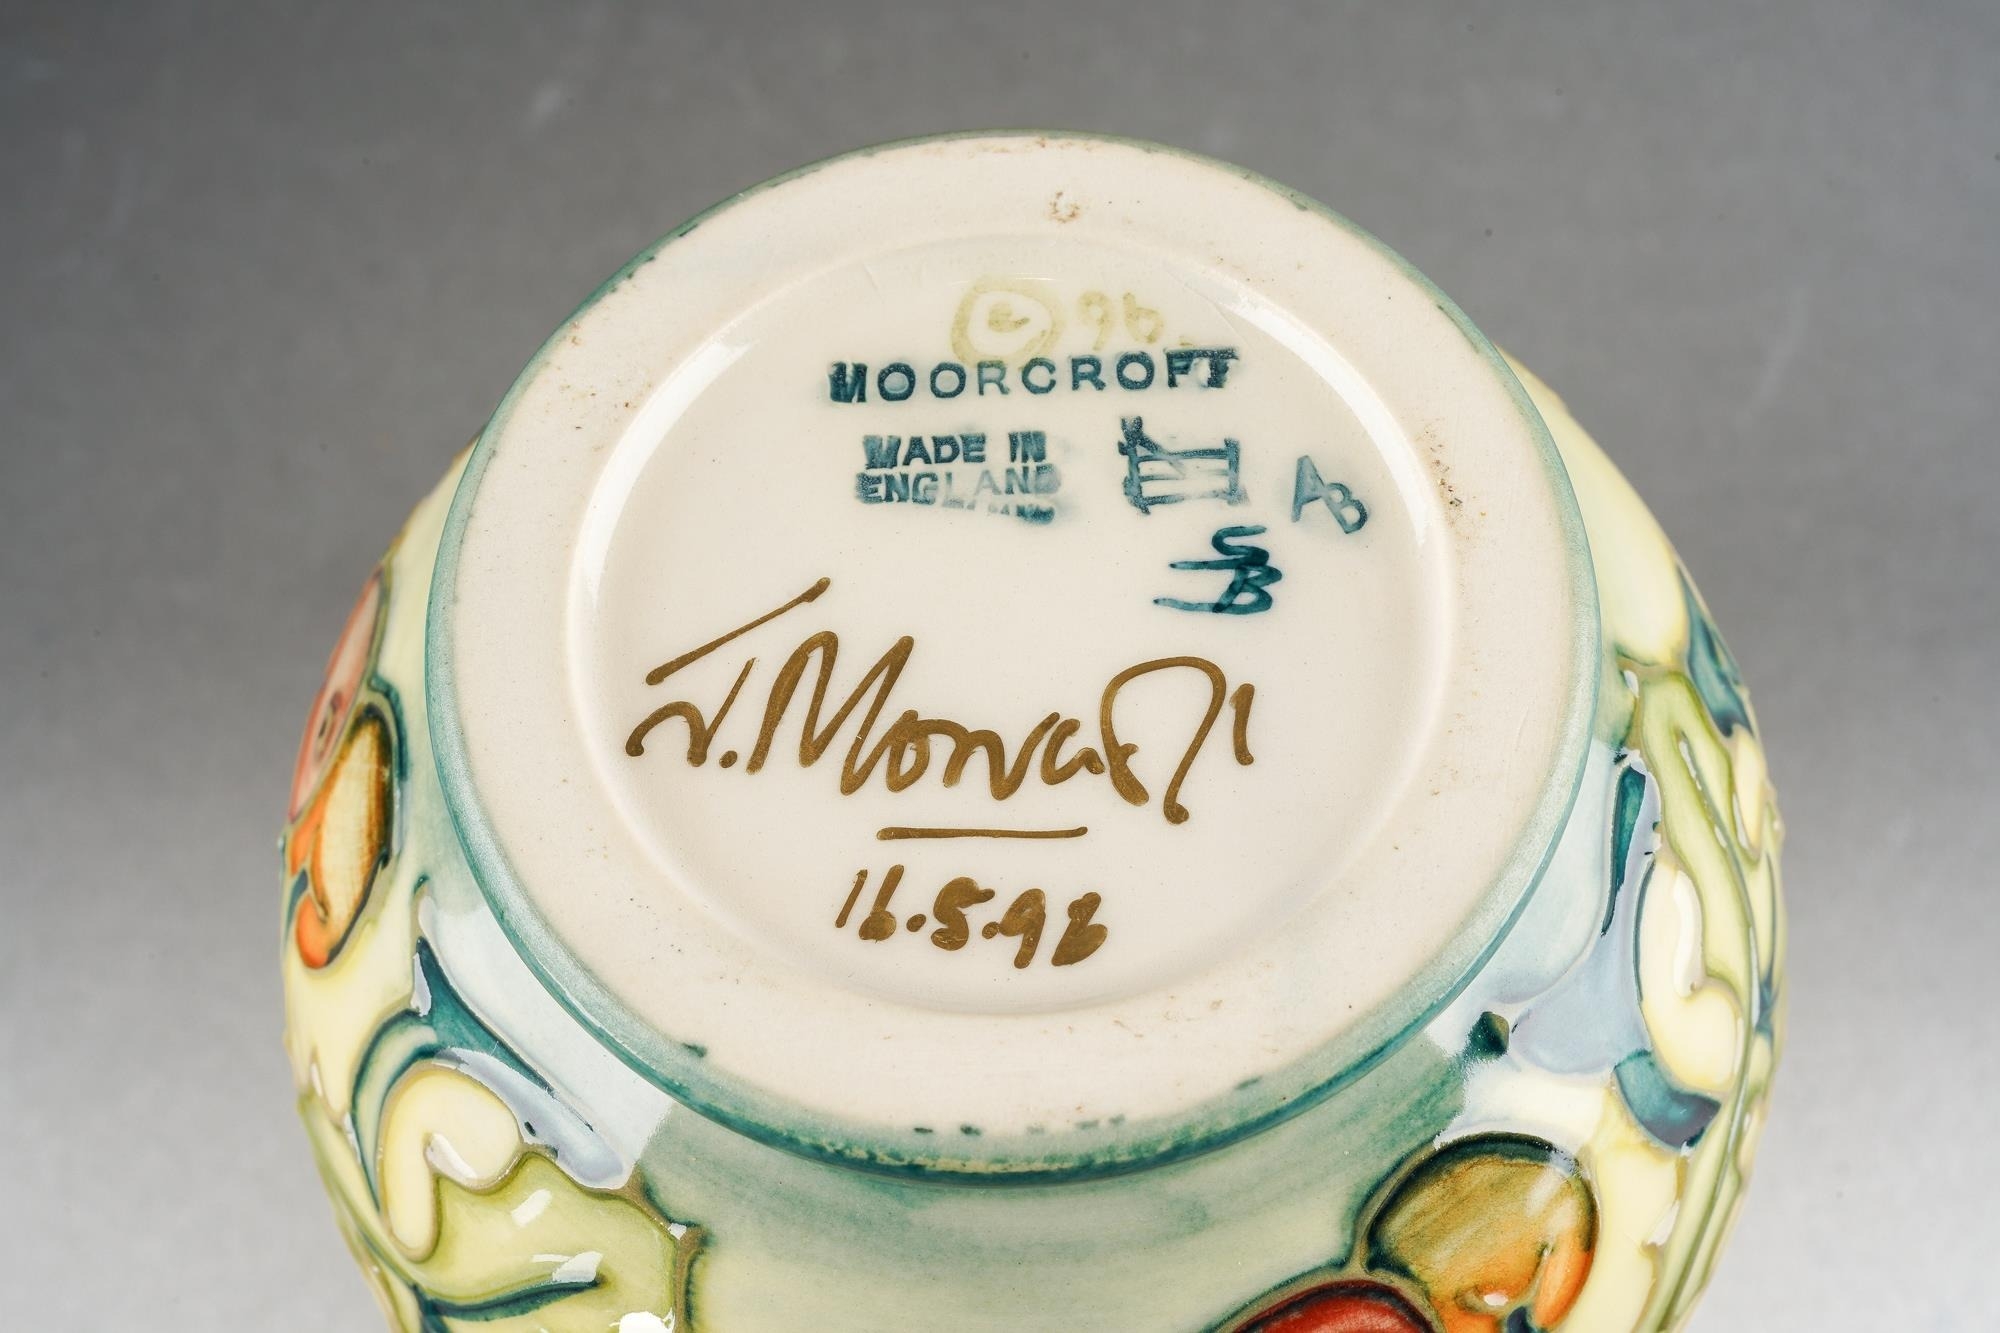 © 96
MOORCROFT
MADE IN
ENGLAND
AB
SB
J. Moorcroft
16.5.98